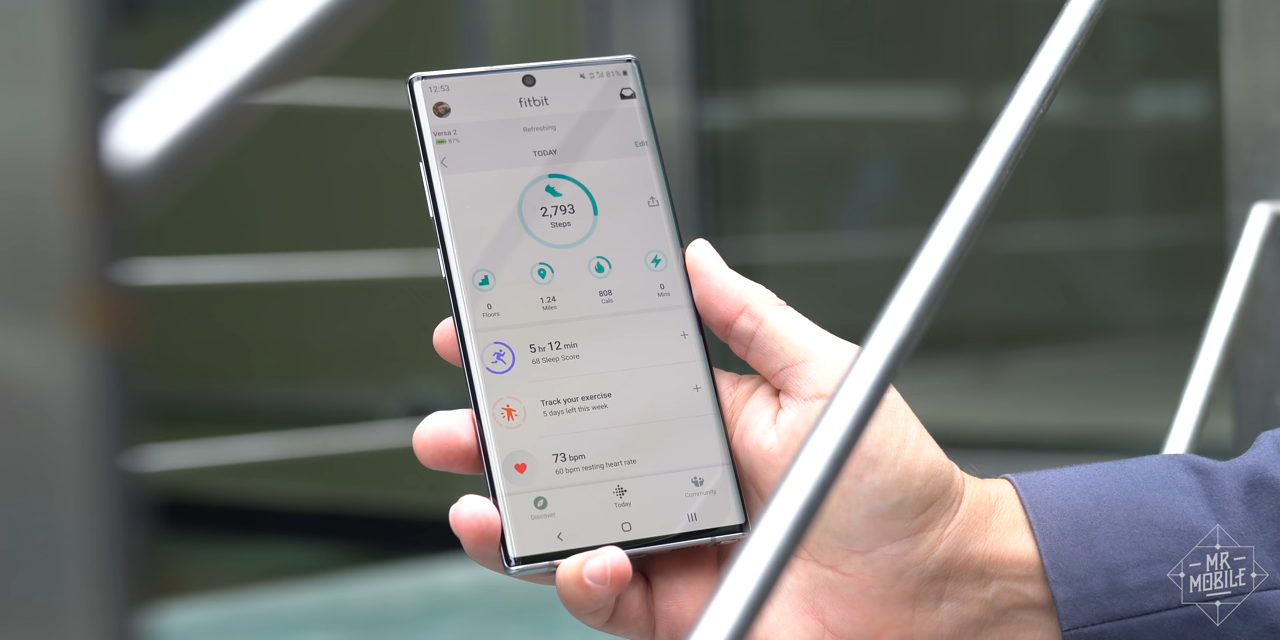 12:53
81%
fitbit
Versa 2
87%
Refreshing
TODAY
Edit
2,793
Steps
0
Floors
1.24
Miles
808
Cals
0
Mins
5 hr 12 min
68 Sleep Score
Track your exercise
5 days left this week
73 bpm
60 bpm resting heart rate
Discover
Today
Community
MR
MOBILE